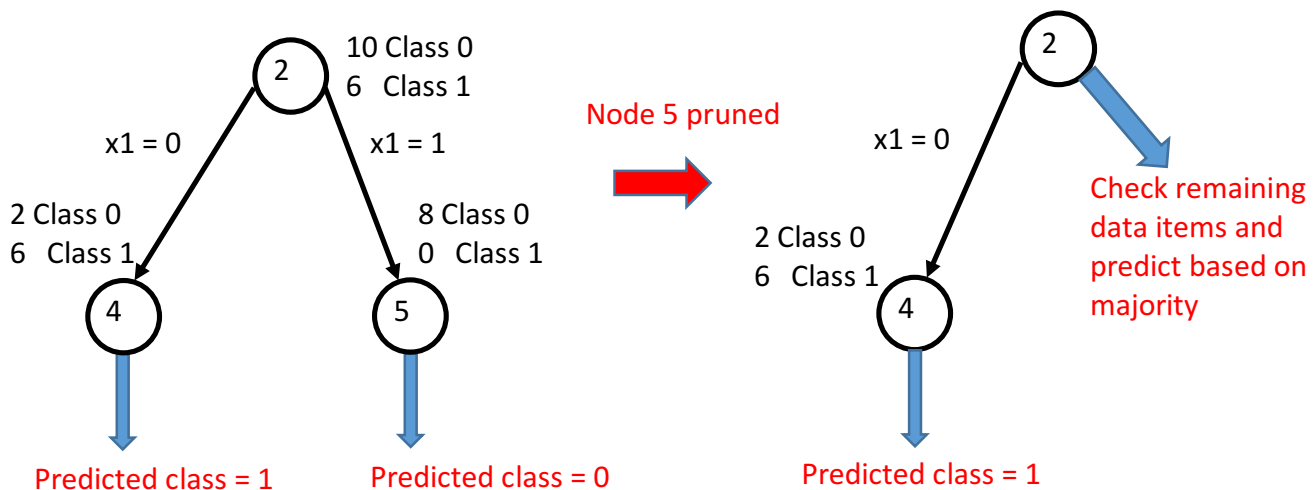 2
10 Class 0
6 Class 1
x1 = 0
x1 = 1
2 Class 0
6 Class 1
8 Class 0
0 Class 1
4
5
Predicted class = 1
Predicted class = 0
Node 5 pruned
2
x1 = 0
2 Class 0
6 Class 1
4
Predicted class = 1
Check remaining
data items and
predict based on
majority